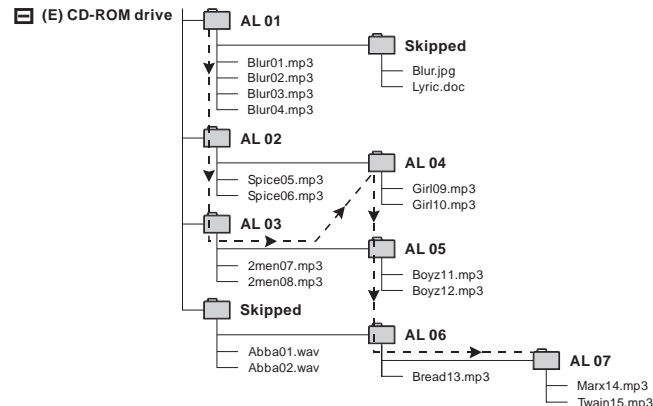 (E) CD-ROM drive
AL 01
Blur01.mp3
Blur02.mp3
Blur03.mp3
Blur04.mp3
Skipped
Blur.jpg
Lyric.doc
AL 02
Spice05.mp3
Spice06.mp3
AL 04
Girl09.mp3
Girl10.mp3
AL 03
2men07.mp3
2men08.mp3
AL 05
Boyz11.mp3
Boyz12.mp3
Skipped
Abba01.wav
Abba02.wav
AL 06
Bread13.mp3
AL 07
Marx14.mp3
Twain15.mp3